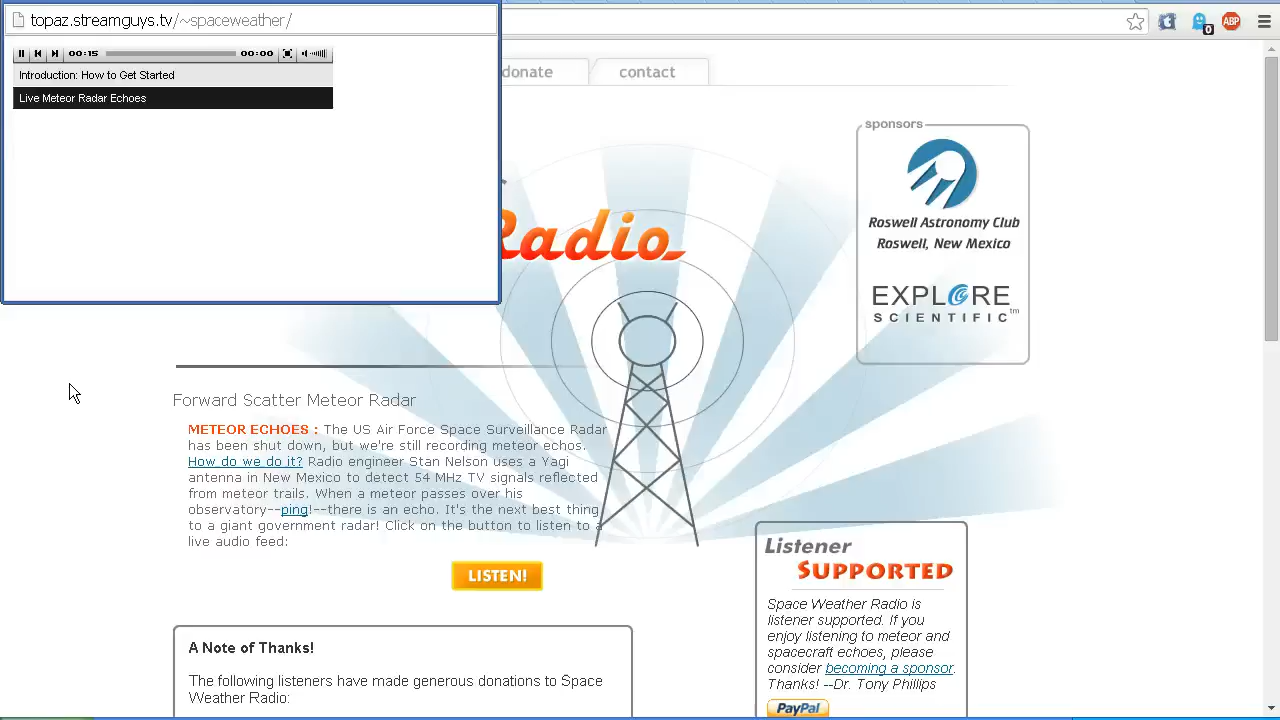 topaz.streamguys.tv/~spaceweather/
00:15
00:00
Introduction: How to Get Started
Live Meteor Radar Echoes
0
ABP
donate
contact
Radio
sponsors
Roswell Astronomy Club
Roswell, New Mexico
EXPLORE
SCIENTIFIC™
Forward Scatter Meteor Radar
METEOR ECHOES : The US Air Force Space Surveillance Radar
has been shut down, but we're still recording meteor echos.
How do we do it? Radio engineer Stan Nelson uses a Yagi
antenna in New Mexico to detect 54 MHz TV signals reflected
from meteor trails. When a meteor passes over his
observatory--ping!--there is an echo. It's the next best thing
to a giant government radar! Click on the button to listen to a
live audio feed:
LISTEN!
A Note of Thanks!
The following listeners have made generous donations to Space
Weather Radio:
Listener
SUPPORTED
Space Weather Radio is
listener supported. If you
enjoy listening to meteor and
spacecraft echoes, please
consider becoming a sponsor.
Thanks! --Dr. Tony Phillips
PayPal